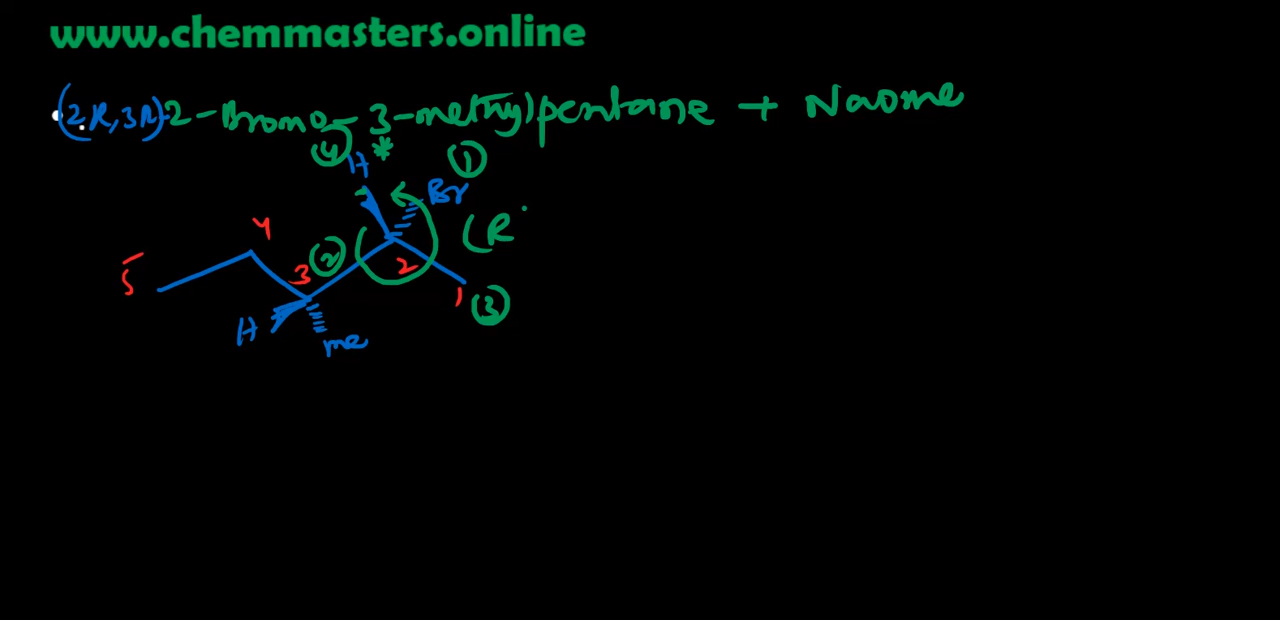 www.chemmasters.online
(2R,3R)-2-Bromo-3-methylpentane + NaOMe
4 H * 1
Br
(R
4 2
5 3 2
1 3
H
me